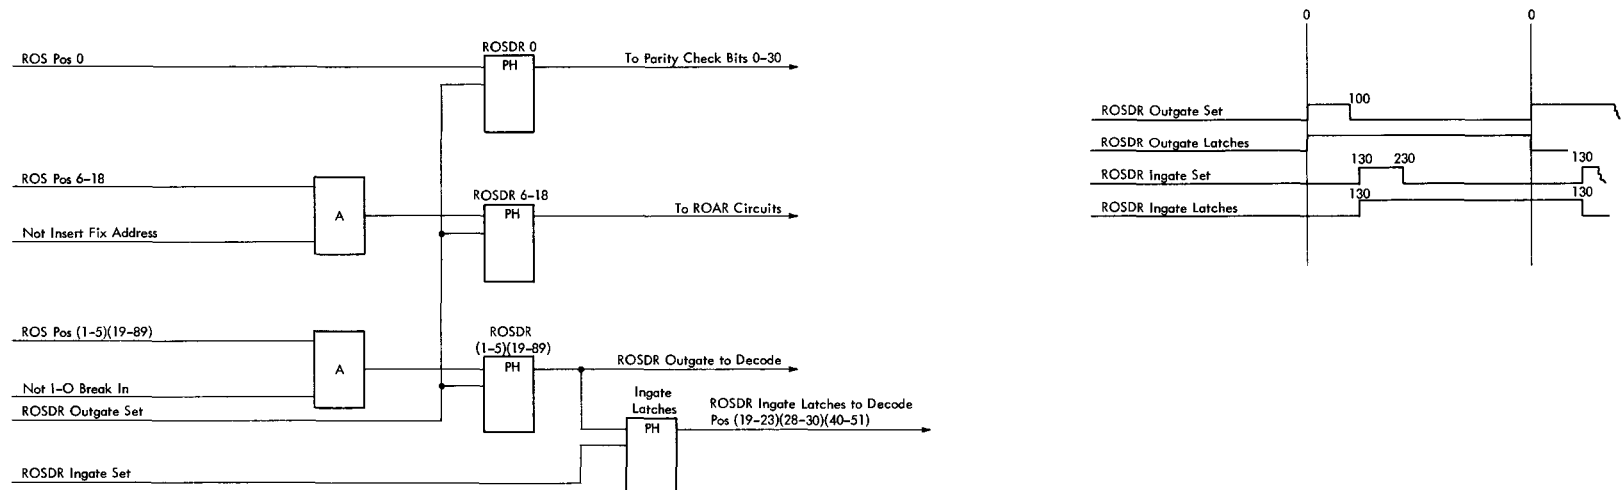 ROS Pos 0
ROSDR 0
PH
To Parity Check Bits 0-30
ROS Pos 6-18
Not Insert Fix Address
A
ROSDR 6-18
PH
To ROAR Circuits
ROS Pos (1-5)(19-89)
Not I-O Break In
A
ROSDR Outgate Set
ROSDR
(1-5)(19-89)
PH
ROSDR Outgate to Decode
Ingate
Latches
PH
ROSDR Ingate Latches to Decode
Pos (19-23)(28-30)(40-51)
ROSDR Ingate Set
0 0
ROSDR Outgate Set 100
ROSDR Outgate Latches
ROSDR Ingate Set 130 230 130
ROSDR Ingate Latches 130 130